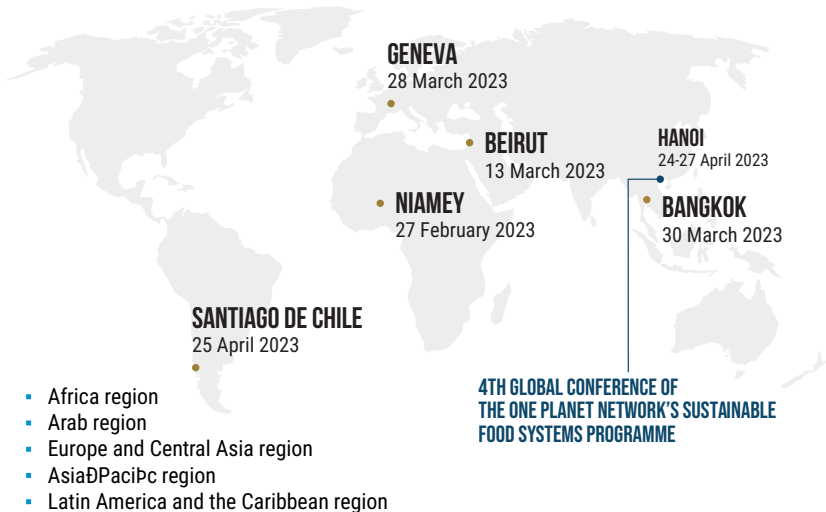 GENEVA
28 March 2023
BEIRUT
13 March 2023
HANOI
24-27 April 2023
NIAMEY
27 February 2023
BANGKOK
30 March 2023
SANTIAGO DE CHILE
25 April 2023
4TH GLOBAL CONFERENCE OF
THE ONE PLANET NETWORK'S SUSTAINABLE
FOOD SYSTEMS PROGRAMME
▪ Africa region
▪ Arab region
▪ Europe and Central Asia region
▪ AsiaÐPaciÞc region
▪ Latin America and the Caribbean region